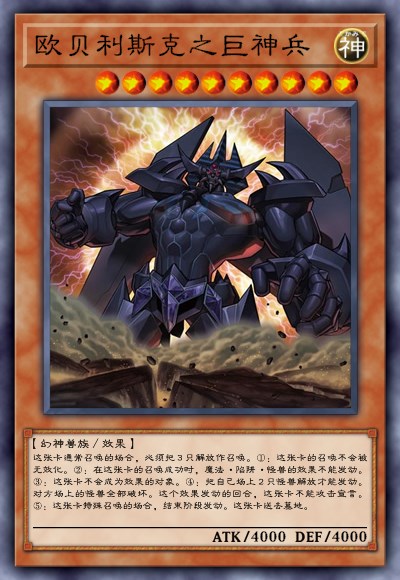 欧贝利斯克之巨神兵
神
【幻神兽族／效果】
这张卡通常召唤的场合，必须把３只解放作召唤。①：这张卡的召唤不会被
无效化。②：在这张卡的召唤成功时，魔法·陷阱·怪兽的效果不能发动。
③：这张卡不会成为效果的对象。④：把自己场上２只怪兽解放才能发动。
对方场上的怪兽全部破坏。这个效果发动的回合，这张卡不能攻击宣言。
⑤：这张卡特殊召唤的场合，结束阶段发动。这张卡送去墓地。
ATK/4000 DEF/4000